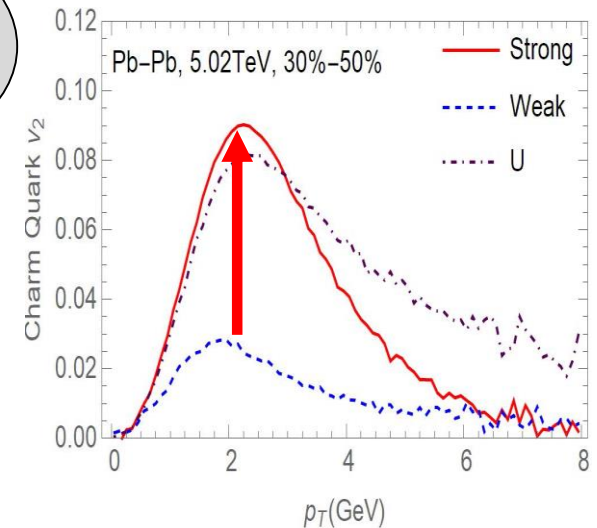 0.12
0.10
0.08
0.06
0.04
0.02
0.00
Charm Quark v₂
Pb–Pb, 5.02TeV, 30%–50%
Strong
Weak
U
0 2 4 6 8
p_T(GeV)